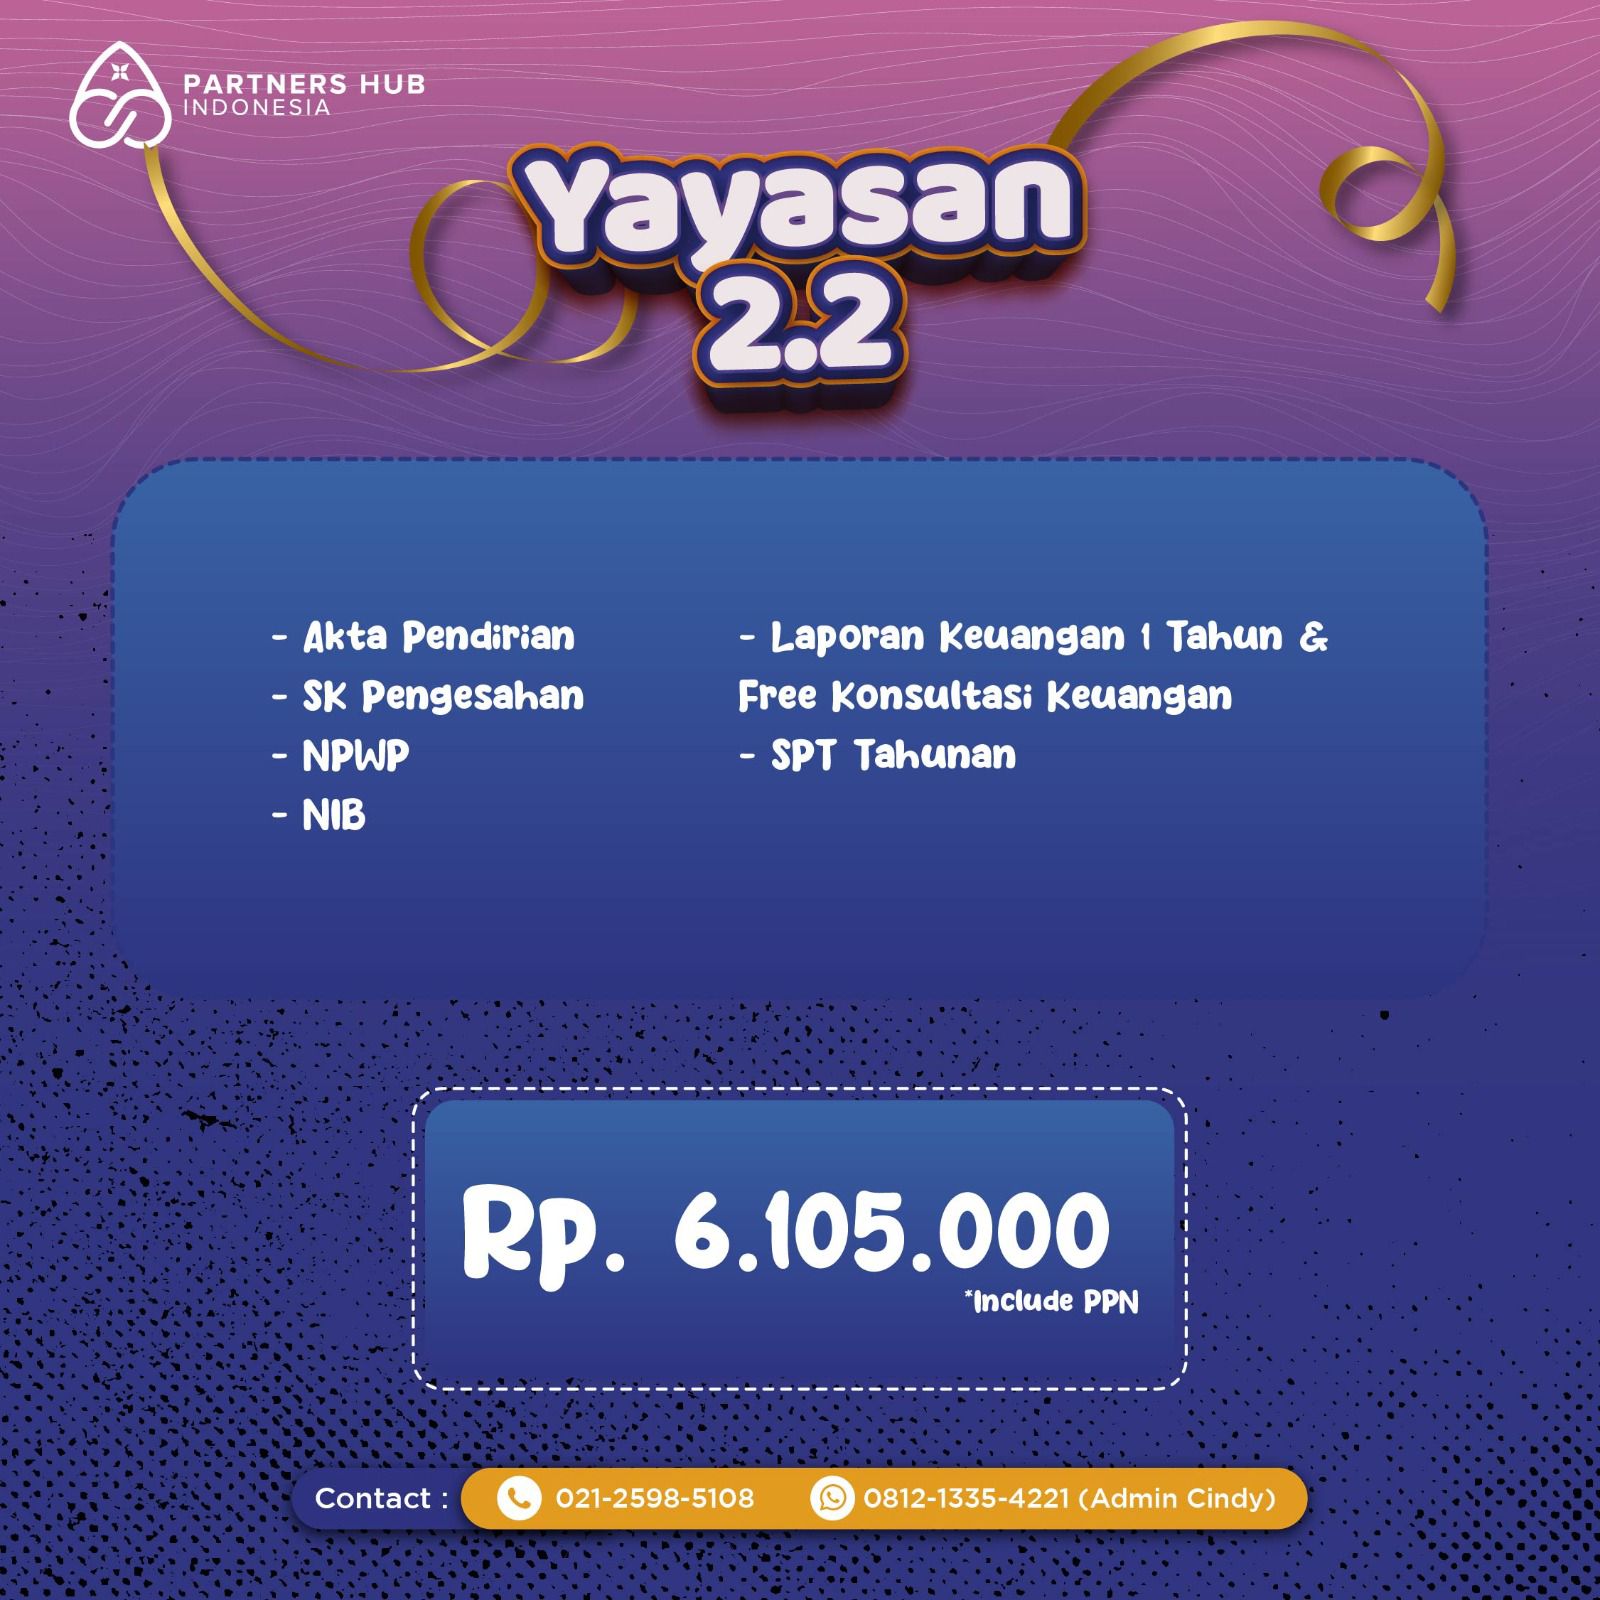 PARTNERS HUB
INDONESIA
Yayasan
2.2
- Akta Pendirian
- SK Pengesahan
- NPWP
- NIB
- Laporan Keuangan 1 Tahun &
Free Konsultasi Keuangan
- SPT Tahunan
Rp. 6.105.000
*Include PPN
Contact : 021-2598-5108 0812-1335-4221 (Admin Cindy)